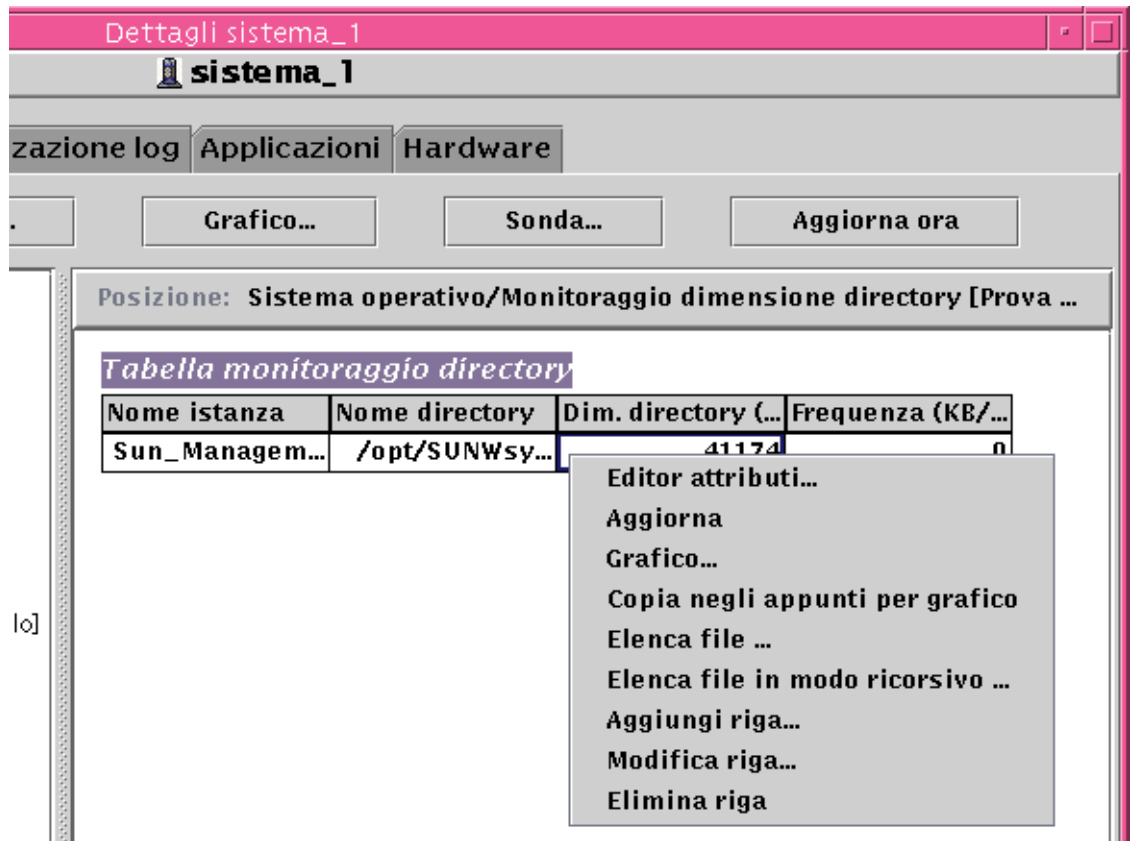 Dettagli sistema_1
sistema_1
zazione log Applicazioni Hardware
. Grafico... Sonda... Aggiorna ora
Posizione: Sistema operativo/Monitoraggio dimensione directory [Prova ...
Tabella monitoraggio directory
Nome istanza Nome directory Dim. directory (... Frequenza (KB/...
Sun_Managem... /opt/SUNWsy... 41174 0
Editor attributi...
Aggiorna
Grafico...
Copia negli appunti per grafico
lo]
Elenca file ...
Elenca file in modo ricorsivo ...
Aggiungi riga...
Modifica riga...
Elimina riga